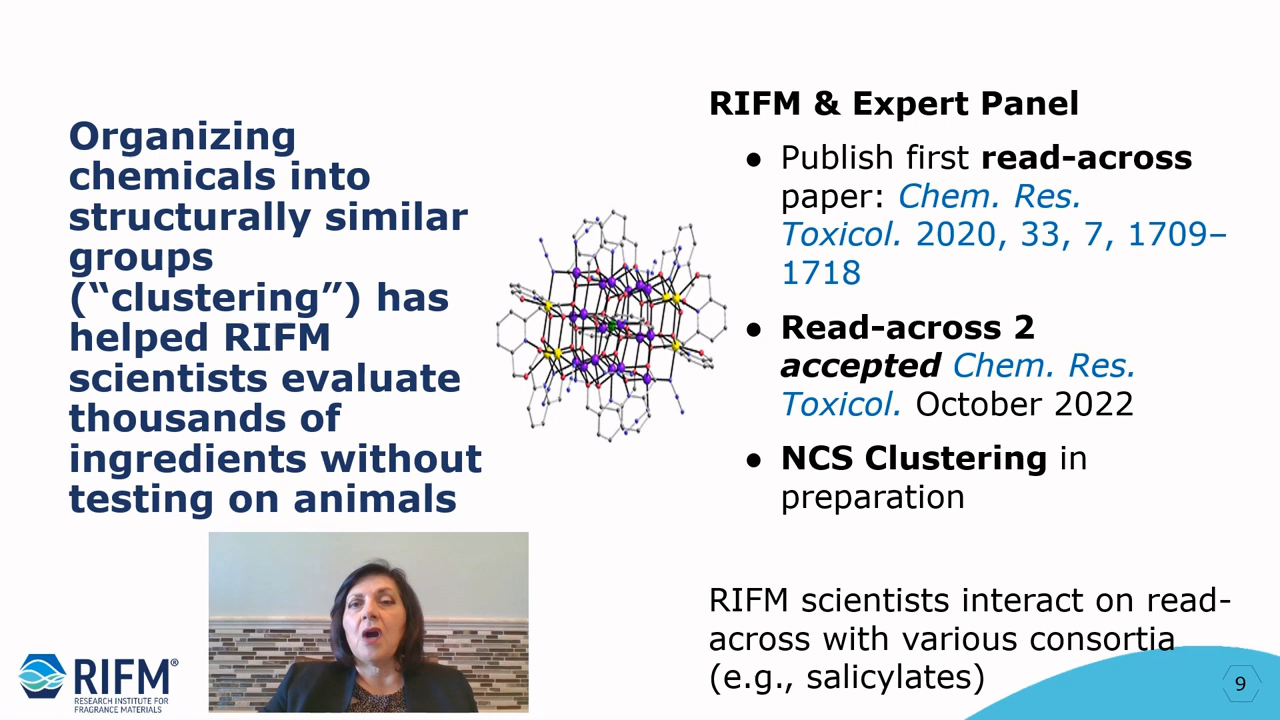 Organizing
chemicals into
structurally similar
groups
(“clustering”) has
helped RIFM
scientists evaluate
thousands of
ingredients without
testing on animals
RIFM & Expert Panel
● Publish first read-across
paper: Chem. Res.
Toxicol. 2020, 33, 7, 1709–
1718
● Read-across 2
accepted Chem. Res.
Toxicol. October 2022
● NCS Clustering in
preparation
RIFM scientists interact on read-
across with various consortia
(e.g., salicylates)
RIFM®
RESEARCH INSTITUTE FOR
FRAGRANCE MATERIALS
9